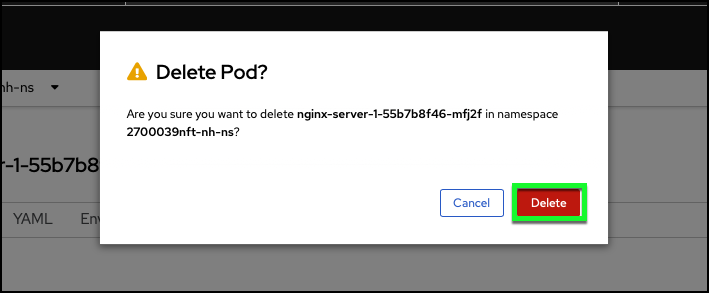 nh-ns
Delete Pod?
Are you sure you want to delete nginx-server-1-55b7b8f46-mfj2f in namespace
2700039nft-nh-ns?
r-1-55b7b8
Cancel
Delete
YAML
Env